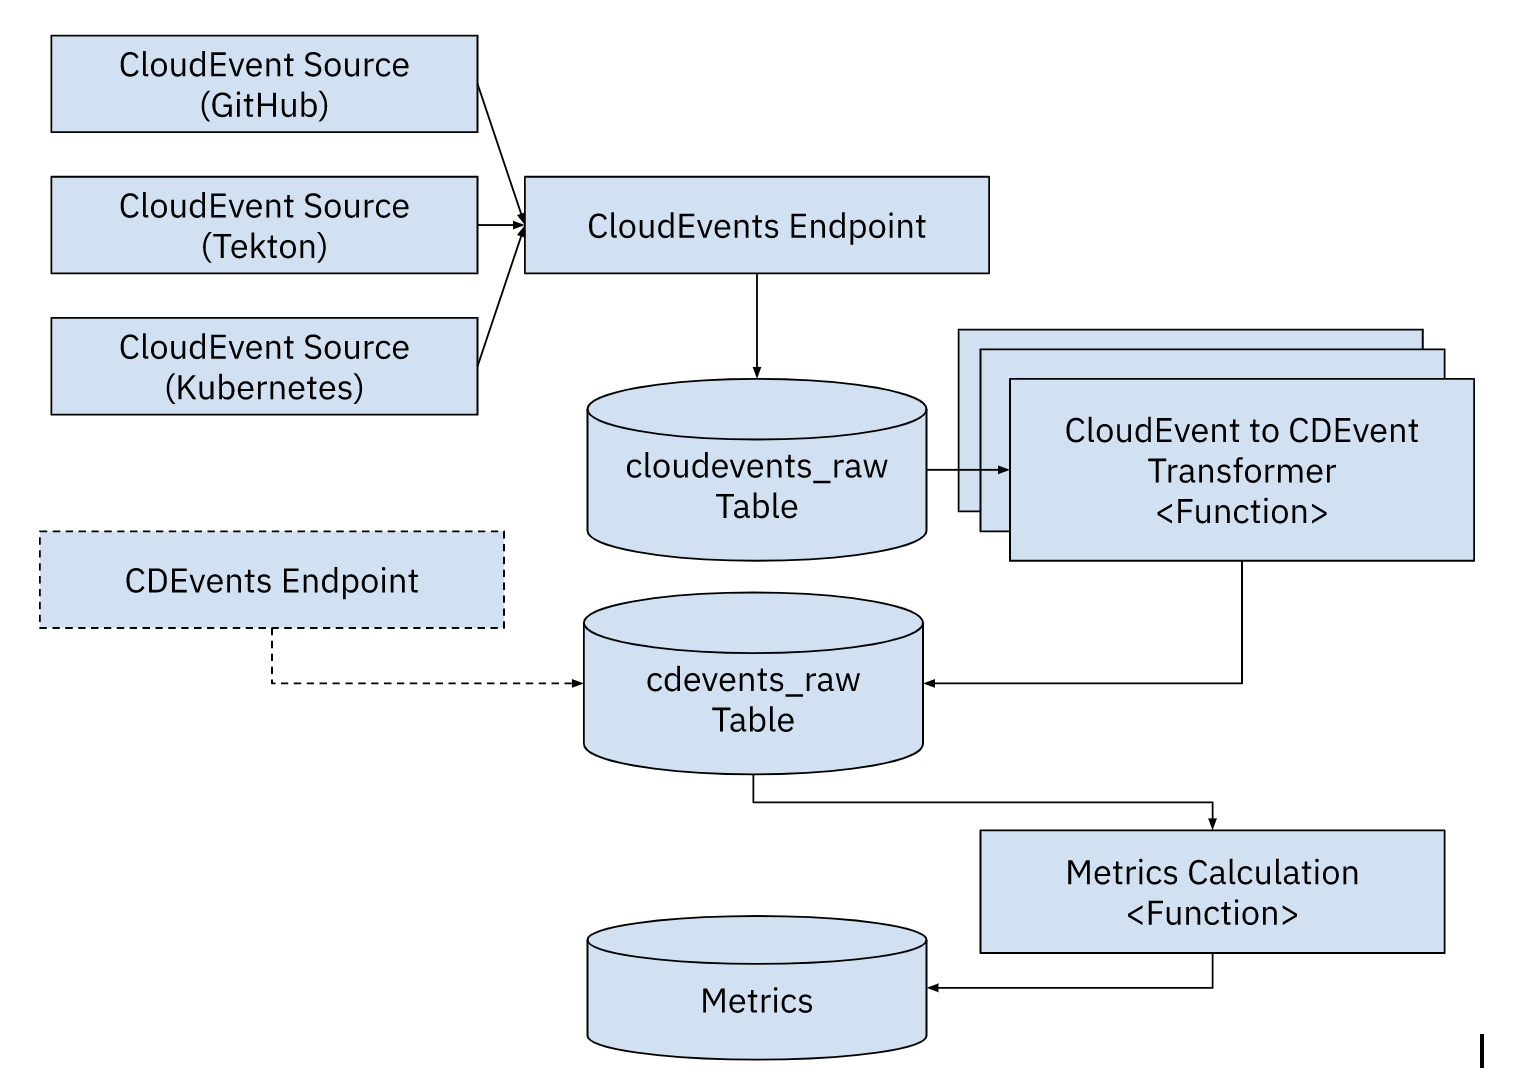 CloudEvent Source
(GitHub)
CloudEvent Source
(Tekton)
CloudEvents Endpoint
CloudEvent Source
(Kubernetes)
cloudevents_raw
Table
CloudEvent to CDEvent
Transformer
<Function>
CDEvents Endpoint
cdevents_raw
Table
Metrics Calculation
<Function>
Metrics